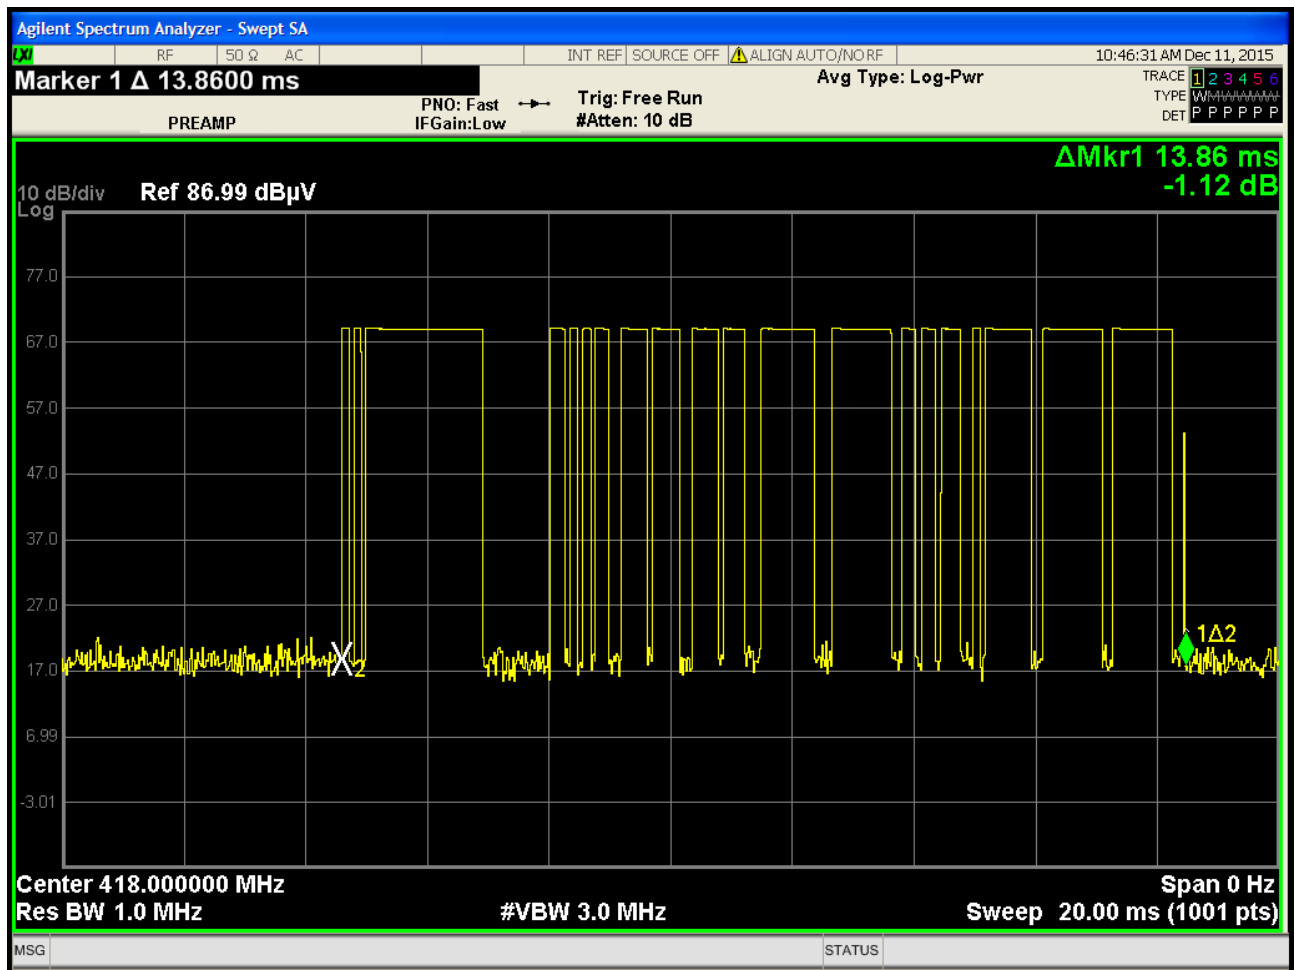 Agilent Spectrum Analyzer - Swept SA
LXI RF 50 Ω AC INT REF SOURCE OFF ALIGN AUTO/NO RF 10:46:31 AM Dec 11, 2015
Marker 1 Δ 13.8600 ms Avg Type: Log-Pwr TRACE 1 2 3 4 5 6
PNO: Fast Trig: Free Run TYPE WMWWWW
PREAMP IFGain:Low #Atten: 10 dB DET P P P P P P
ΔMkr1 13.86 ms
10 dB/div Ref 86.99 dBµV -1.12 dB
Log
77.0
67.0
57.0
47.0
37.0
27.0
1Δ2
17.0
X2
6.99
-3.01
Center 418.000000 MHz Span 0 Hz
Res BW 1.0 MHz #VBW 3.0 MHz Sweep 20.00 ms (1001 pts)
MSG STATUS